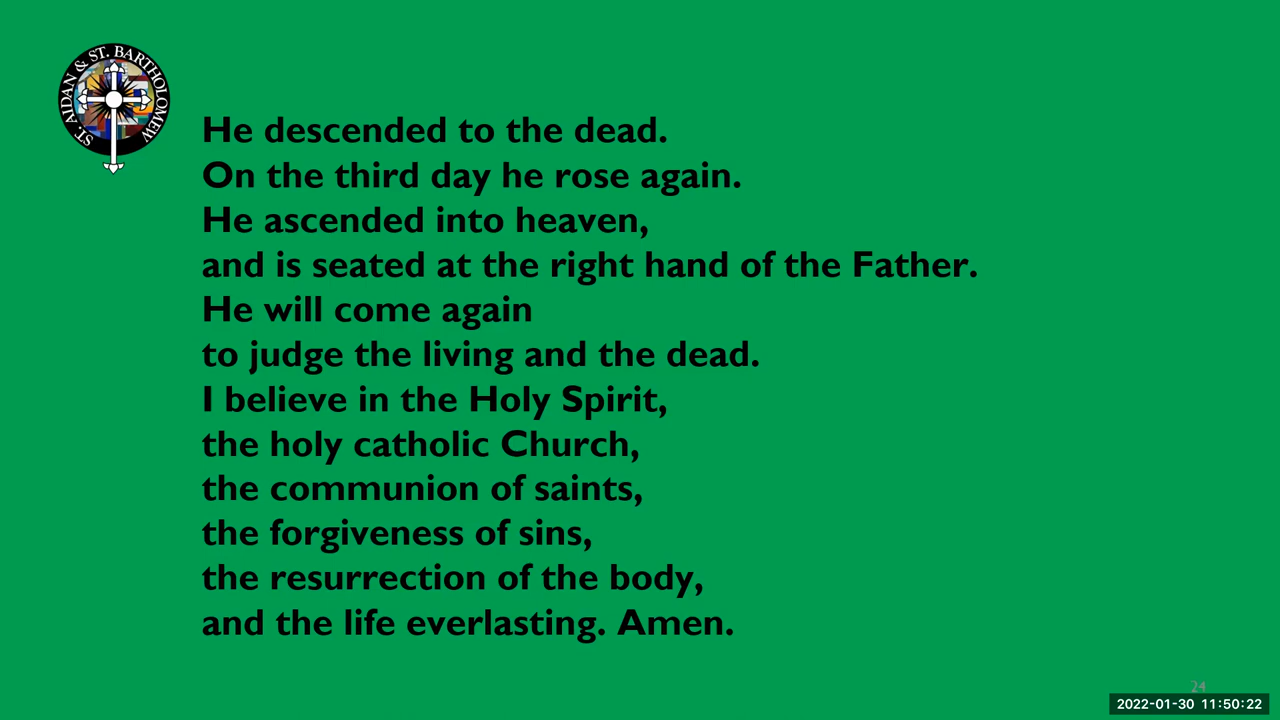 ST. AIDAN & ST. BARTHOLOMEW
He descended to the dead.
On the third day he rose again.
He ascended into heaven,
and is seated at the right hand of the Father.
He will come again
to judge the living and the dead.
I believe in the Holy Spirit,
the holy catholic Church,
the communion of saints,
the forgiveness of sins,
the resurrection of the body,
and the life everlasting. Amen.
24
2022-01-30 11:50:22